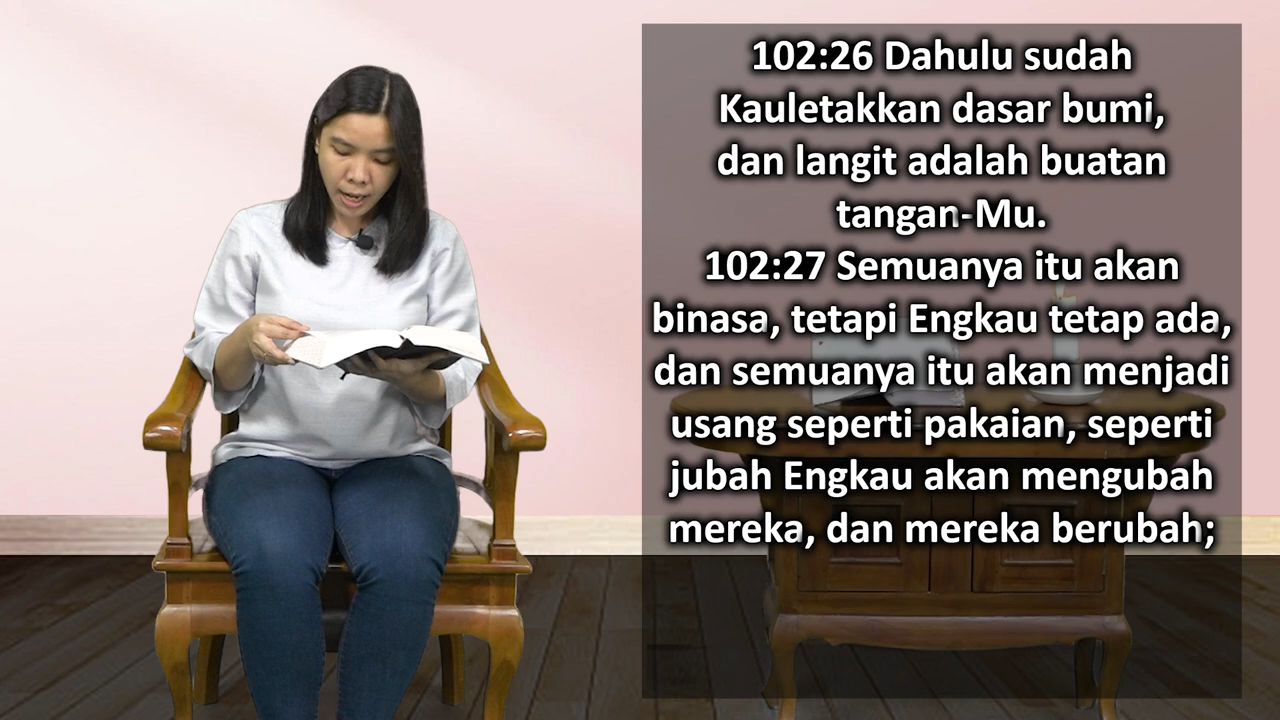 102:26 Dahulu sudah
Kauletakkan dasar bumi,
dan langit adalah buatan
tangan-Mu.
102:27 Semuanya itu akan
binasa, tetapi Engkau tetap ada,
dan semuanya itu akan menjadi
usang seperti pakaian, seperti
jubah Engkau akan mengubah
mereka, dan mereka berubah;